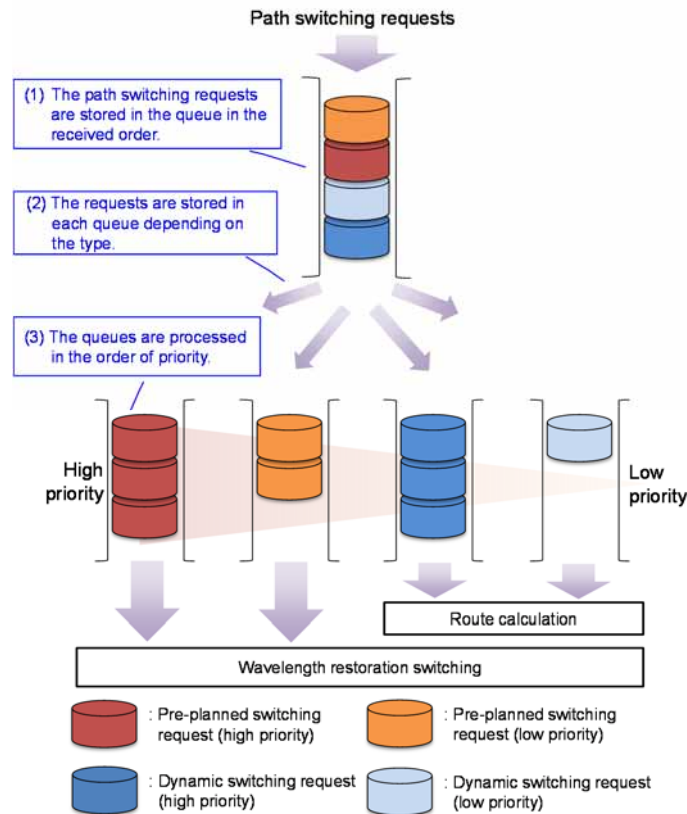 Path switching requests
(1) The path switching requests
are stored in the queue in the
received order.
(2) The requests are stored in
each queue depending on
the type.
(3) The queues are processed
in the order of priority.
High
priority
Low
priority
Route calculation
Wavelength restoration switching
: Pre-planned switching
request (high priority)
: Pre-planned switching
request (low priority)
: Dynamic switching request
(high priority)
: Dynamic switching request
(low priority)